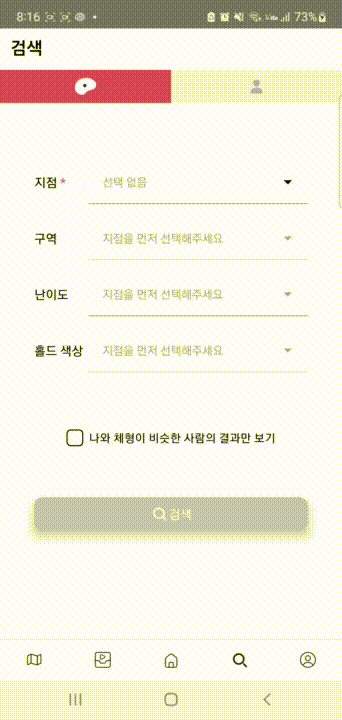 8:16
73%
검색
지점 *
선택 없음
구역
지점을 먼저 선택해주세요
난이도
지점을 먼저 선택해주세요
홀드 색상
지점을 먼저 선택해주세요
나와 체형이 비슷한 사람의 결과만 보기
검색